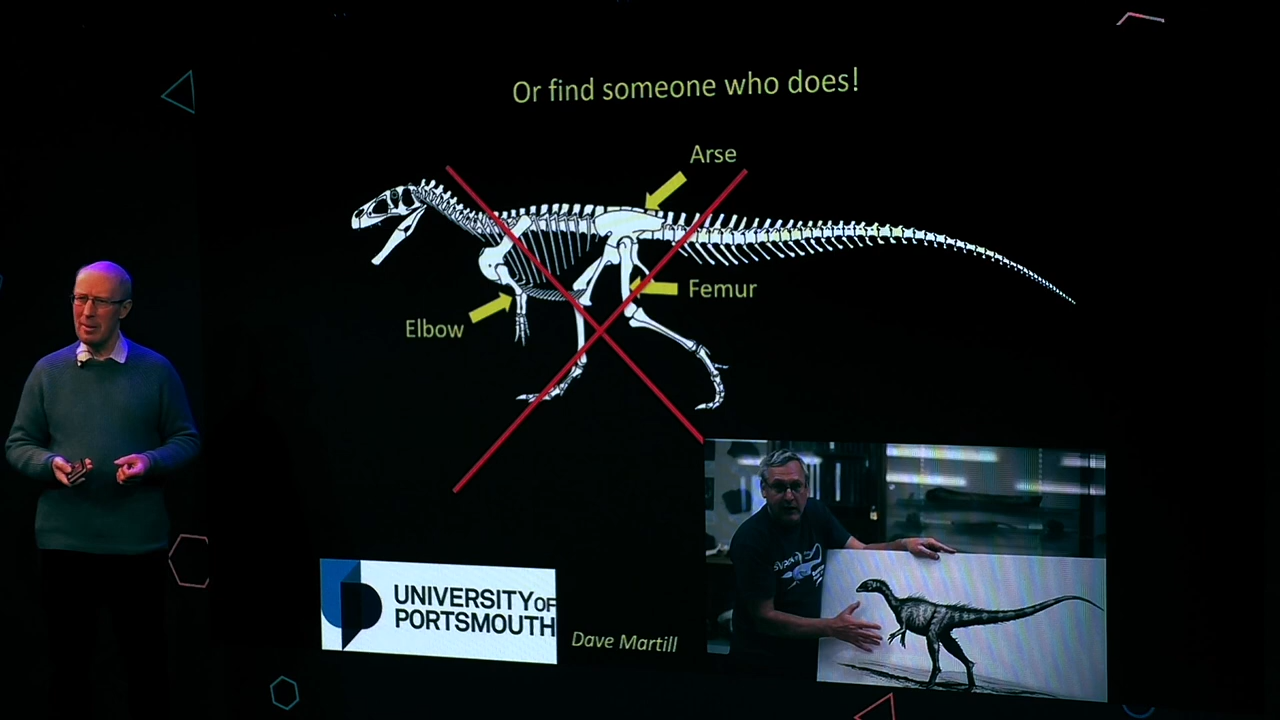 Or find someone who does!
Arse
Femur
Elbow
UNIVERSITY OF
PORTSMOUTH
Dave Martill